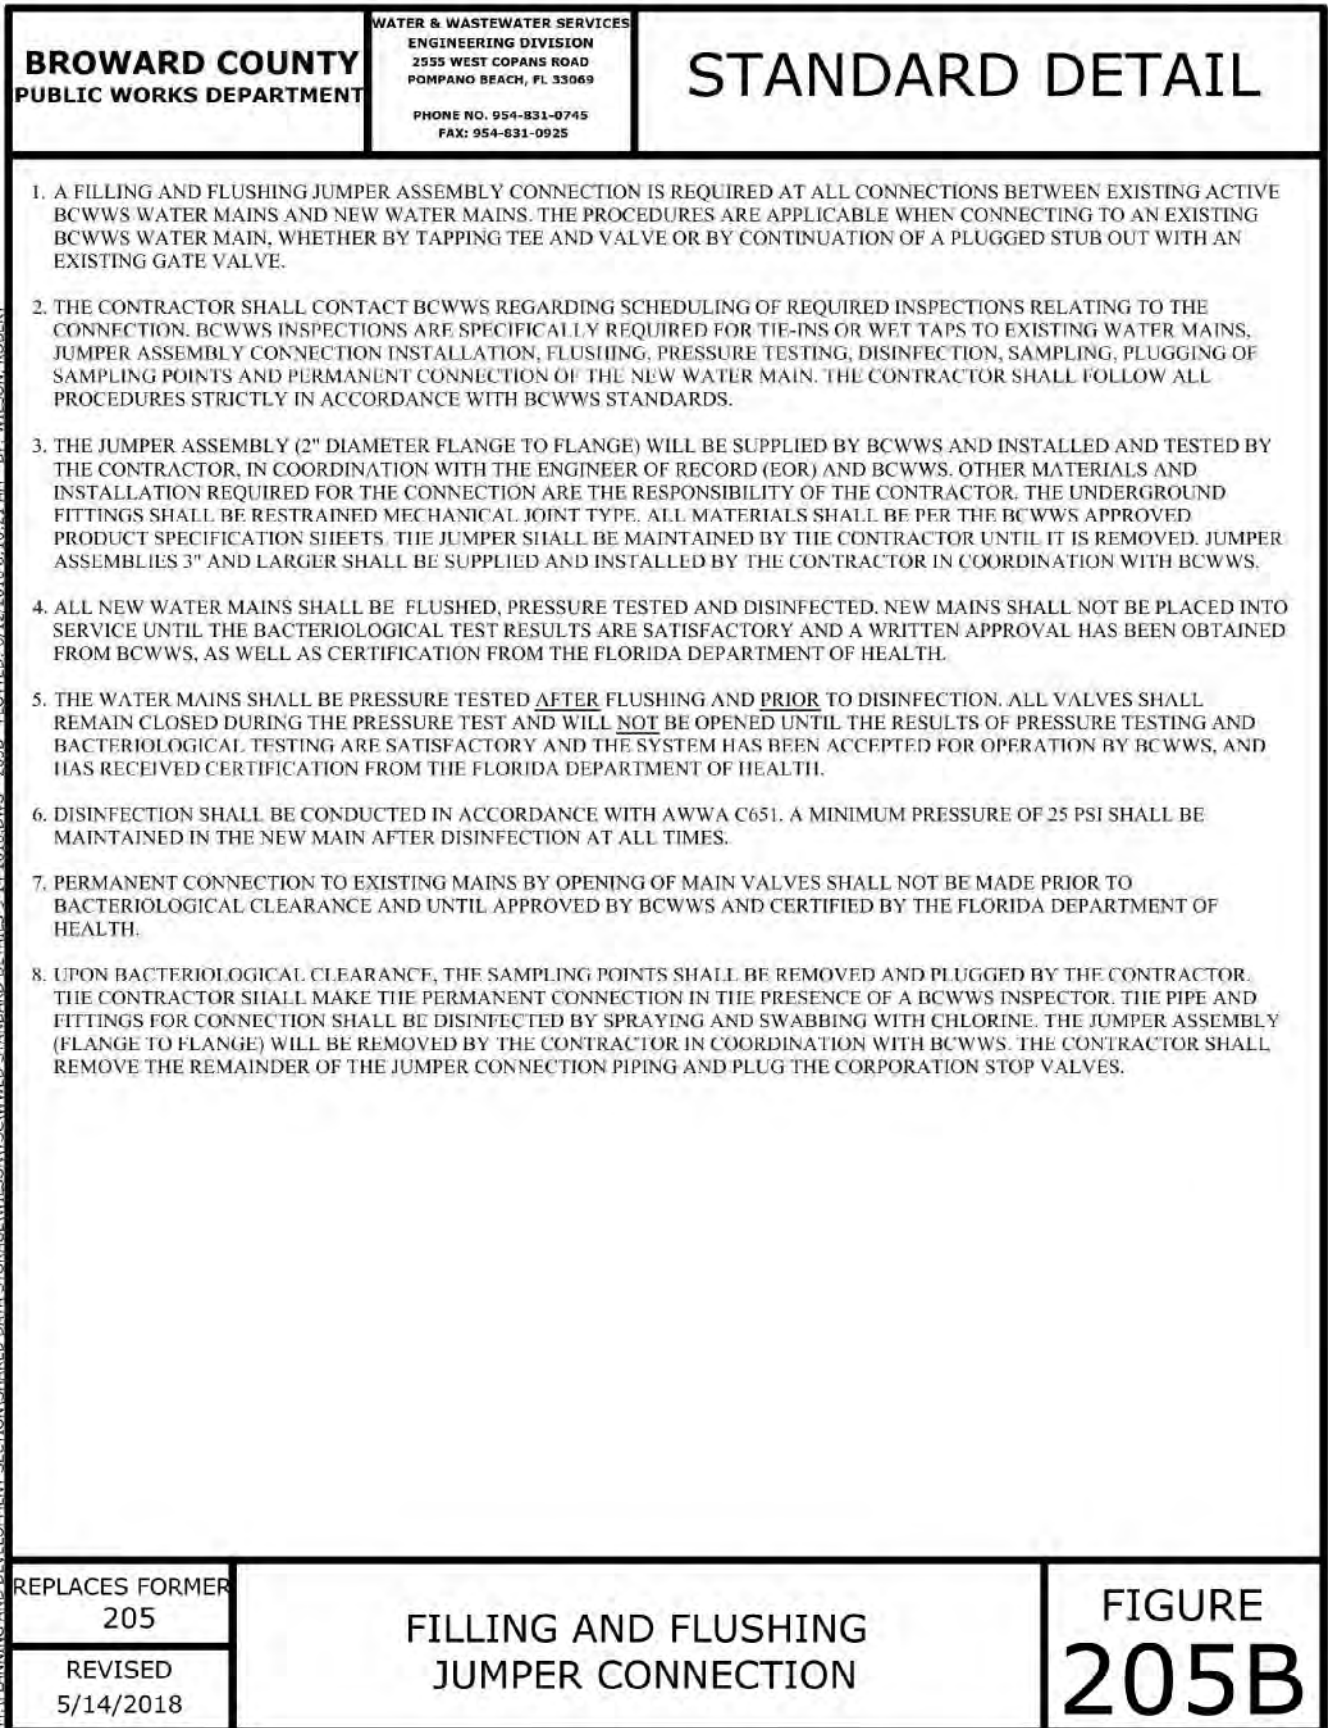 BROWARD COUNTY
PUBLIC WORKS DEPARTMENT
WATER & WASTEWATER SERVICES
ENGINEERING DIVISION
2555 WEST COPANS ROAD
POMPANO BEACH, FL 33069
PHONE NO. 954-831-0745
FAX: 954-831-0925
STANDARD DETAIL
1. A FILLING AND FLUSHING JUMPER ASSEMBLY CONNECTION IS REQUIRED AT ALL CONNECTIONS BETWEEN EXISTING ACTIVE
BCWWS WATER MAINS AND NEW WATER MAINS. THE PROCEDURES ARE APPLICABLE WHEN CONNECTING TO AN EXISTING
BCWWS WATER MAIN, WHETHER BY TAPPING TEE AND VALVE OR BY CONTINUATION OF A PLUGGED STUB OUT WITH AN
EXISTING GATE VALVE.
2. THE CONTRACTOR SHALL CONTACT BCWWS REGARDING SCHEDULING OF REQUIRED INSPECTIONS RELATING TO THE
CONNECTION. BCWWS INSPECTIONS ARE SPECIFICALLY REQUIRED FOR TIE-INS OR WET TAPS TO EXISTING WATER MAINS,
JUMPER ASSEMBLY CONNECTION INSTALLATION, FLUSHING, PRESSURE TESTING, DISINFECTION, SAMPLING, PLUGGING OF
SAMPLING POINTS AND PERMANENT CONNECTION OF THE NEW WATER MAIN. THE CONTRACTOR SHALL FOLLOW ALL
PROCEDURES STRICTLY IN ACCORDANCE WITH BCWWS STANDARDS.
3. THE JUMPER ASSEMBLY (2" DIAMETER FLANGE TO FLANGE) WILL BE SUPPLIED BY BCWWS AND INSTALLED AND TESTED BY
THE CONTRACTOR, IN COORDINATION WITH THE ENGINEER OF RECORD (EOR) AND BCWWS. OTHER MATERIALS AND
INSTALLATION REQUIRED FOR THE CONNECTION ARE THE RESPONSIBILITY OF THE CONTRACTOR. THE UNDERGROUND
FITTINGS SHALL BE RESTRAINED MECHANICAL JOINT TYPE. ALL MATERIALS SHALL BE PER THE BCWWS APPROVED
PRODUCT SPECIFICATION SHEETS. THE JUMPER SHALL BE MAINTAINED BY THE CONTRACTOR UNTIL IT IS REMOVED. JUMPER
ASSEMBLIES 3" AND LARGER SHALL BE SUPPLIED AND INSTALLED BY THE CONTRACTOR IN COORDINATION WITH BCWWS.
4. ALL NEW WATER MAINS SHALL BE FLUSHED, PRESSURE TESTED AND DISINFECTED. NEW MAINS SHALL NOT BE PLACED INTO
SERVICE UNTIL THE BACTERIOLOGICAL TEST RESULTS ARE SATISFACTORY AND A WRITTEN APPROVAL HAS BEEN OBTAINED
FROM BCWWS, AS WELL AS CERTIFICATION FROM THE FLORIDA DEPARTMENT OF HEALTH.
5. THE WATER MAINS SHALL BE PRESSURE TESTED AFTER FLUSHING AND PRIOR TO DISINFECTION. ALL VALVES SHALL
REMAIN CLOSED DURING THE PRESSURE TEST AND WILL NOT BE OPENED UNTIL THE RESULTS OF PRESSURE TESTING AND
BACTERIOLOGICAL TESTING ARE SATISFACTORY AND THE SYSTEM HAS BEEN ACCEPTED FOR OPERATION BY BCWWS, AND
HAS RECEIVED CERTIFICATION FROM THE FLORIDA DEPARTMENT OF HEALTH.
6. DISINFECTION SHALL BE CONDUCTED IN ACCORDANCE WITH AWWA C651. A MINIMUM PRESSURE OF 25 PSI SHALL BE
MAINTAINED IN THE NEW MAIN AFTER DISINFECTION AT ALL TIMES.
7. PERMANENT CONNECTION TO EXISTING MAINS BY OPENING OF MAIN VALVES SHALL NOT BE MADE PRIOR TO
BACTERIOLOGICAL CLEARANCE AND UNTIL APPROVED BY BCWWS AND CERTIFIED BY THE FLORIDA DEPARTMENT OF
HEALTH.
8. UPON BACTERIOLOGICAL CLEARANCE, THE SAMPLING POINTS SHALL BE REMOVED AND PLUGGED BY THE CONTRACTOR.
THE CONTRACTOR SHALL MAKE THE PERMANENT CONNECTION IN THE PRESENCE OF A BCWWS INSPECTOR. THE PIPE AND
FITTINGS FOR CONNECTION SHALL BE DISINFECTED BY SPRAYING AND SWABBING WITH CHLORINE. THE JUMPER ASSEMBLY
(FLANGE TO FLANGE) WILL BE REMOVED BY THE CONTRACTOR IN COORDINATION WITH BCWWS. THE CONTRACTOR SHALL
REMOVE THE REMAINDER OF THE JUMPER CONNECTION PIPING AND PLUG THE CORPORATION STOP VALVES.
REPLACES FORMER
205
REVISED
5/14/2018
FILLING AND FLUSHING
JUMPER CONNECTION
FIGURE
205B